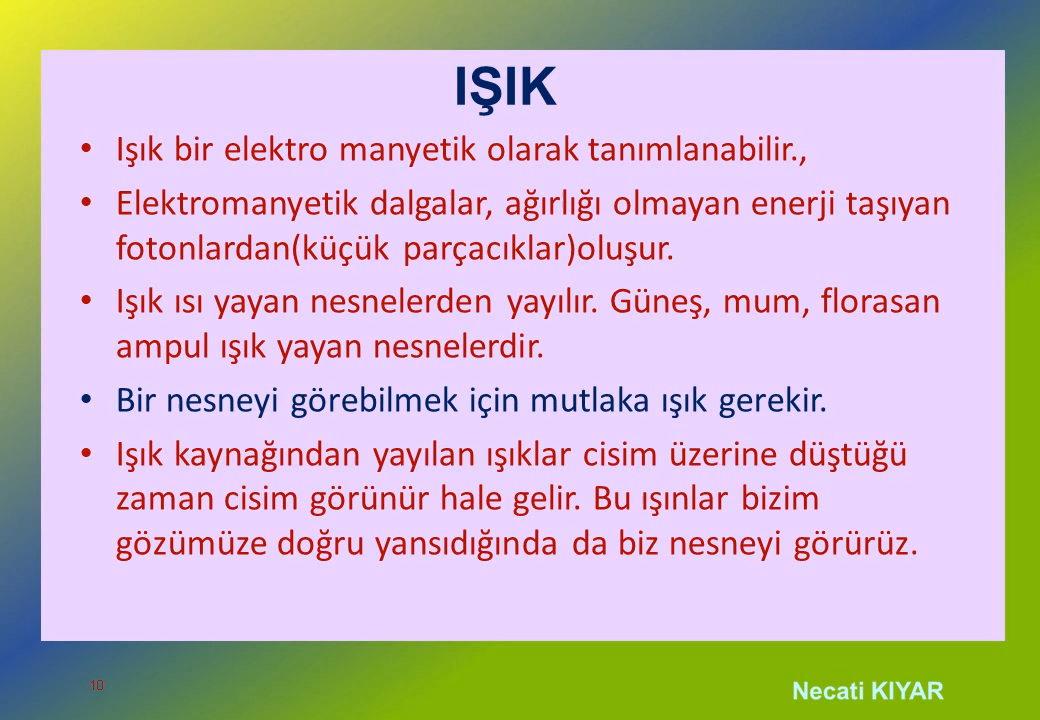 IŞIK
• Işık bir elektro manyetik olarak tanımlanabilir.,
• Elektromanyetik dalgalar, ağırlığı olmayan enerji taşıyan
fotonlardan(küçük parçacıklar)oluşur.
• Işık ısı yayan nesnelerden yayılır. Güneş, mum, florasan
ampul ışık yayan nesnelerdir.
• Bir nesneyi görebilmek için mutlaka ışık gerekir.
• Işık kaynağından yayılan ışıklar cisim üzerine düştüğü
zaman cisim görünür hale gelir. Bu ışınlar bizim
gözümüze doğru yansıdığında da biz nesneyi görürüz.
10
Necati KIYAR